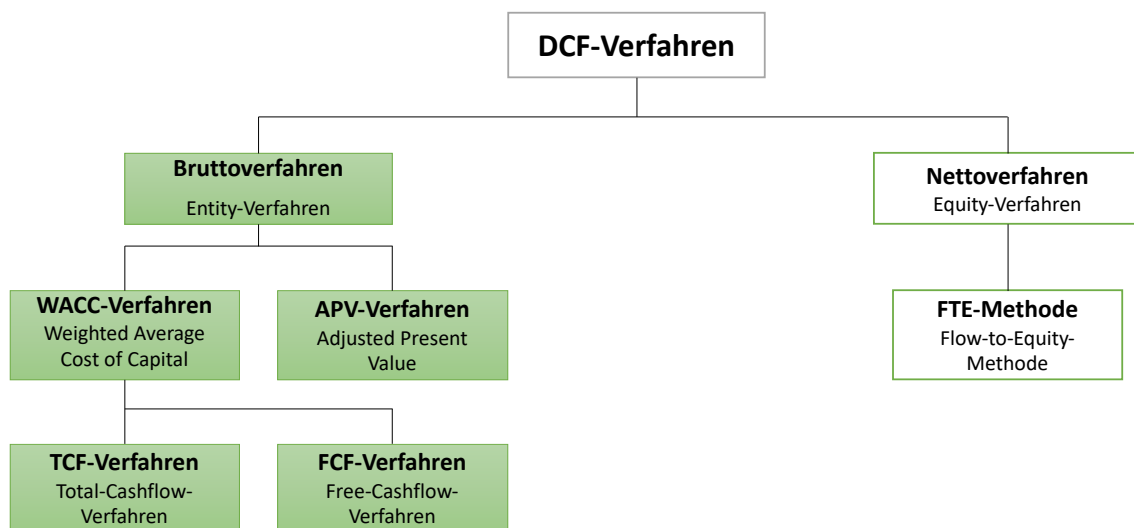 DCF-Verfahren
Bruttoverfahren
Entity-Verfahren
Nettoverfahren
Equity-Verfahren
WACC-Verfahren
Weighted Average
Cost of Capital
APV-Verfahren
Adjusted Present
Value
FTE-Methode
Flow-to-Equity-
Methode
TCF-Verfahren
Total-Cashflow-
Verfahren
FCF-Verfahren
Free-Cashflow-
Verfahren